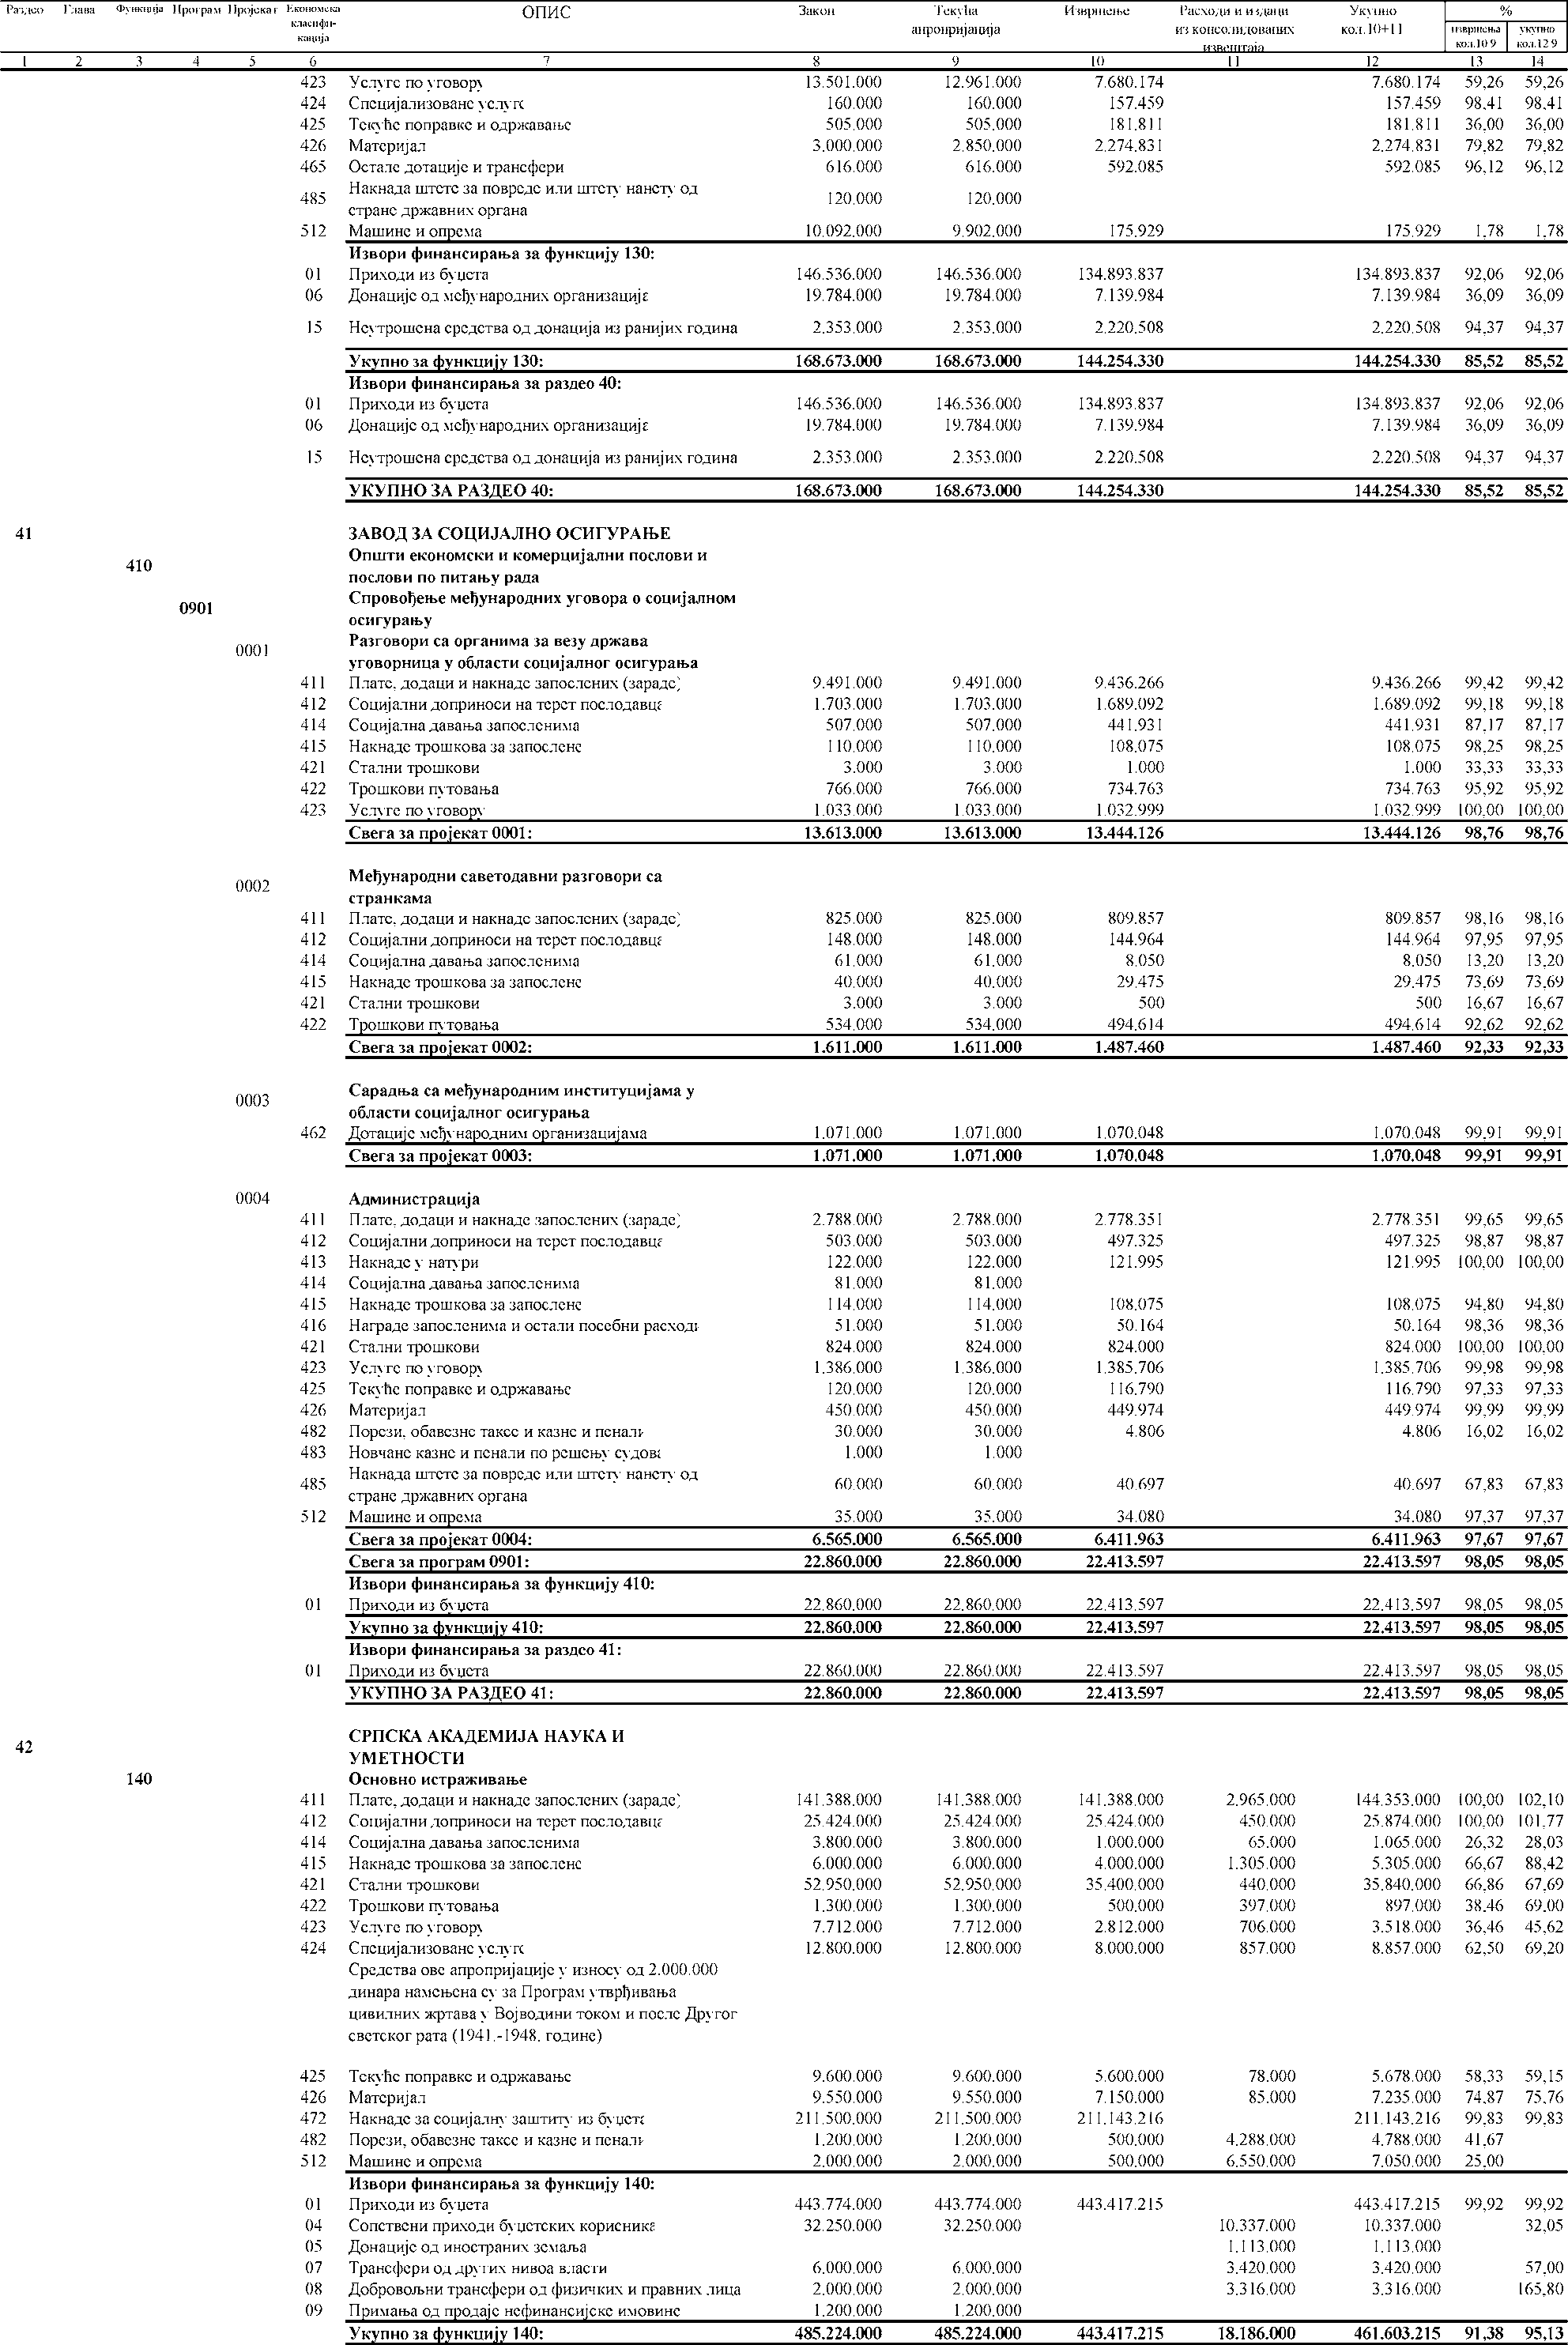 Раздео Глава Функција Програм Пројекат Економска класифи-кација ОПИС Закон Текућа апропријација Извршење Расходи и издаци из консолидованих извештаја Укупно кол.10+11 % извршења кол.10 9 укупно кол.12 9
1 2 3 4 5 6 7 8 9 10 11 12 13 14
423 Услуге по уговору 13.501.000 12.961.000 7.680.174 7.680.174 59,26 59,26
424 Специјализоване услуге 160.000 160.000 157.459 157.459 98,41 98,41
425 Текуће поправке и одржавање 505.000 505.000 181.811 181.811 36,00 36,00
426 Материјал 3.000.000 2.850.000 2.274.831 2.274.831 79,82 79,82
465 Остале дотације и трансфери 616.000 616.000 592.085 592.085 96,12 96,12
Накнада штете за повреде или штету нанету од
485 120.000 120.000
стране државних органа
512 Машине и опрема 10.092.000 9.902.000 175.929 175.929 1,78 1,78
Извори финансирања за функцију 130:
01 Приходи из буџета 146.536.000 146.536.000 134.893.837 134.893.837 92,06 92,06
06 Донације од међународних организација 19.784.000 19.784.000 7.139.984 7.139.984 36,09 36,09
15 Неутрошена средства од донација из ранијих година 2.353.000 2.353.000 2.220.508 2.220.508 94,37 94,37
Укупно за функцију 130: 168.673.000 168.673.000 144.254.330 144.254.330 85,52 85,52
Извори финансирања за раздео 40:
01 Приходи из буџета 146.536.000 146.536.000 134.893.837 134.893.837 92,06 92,06
06 Донације од међународних организација 19.784.000 19.784.000 7.139.984 7.139.984 36,09 36,09
15 Неутрошена средства од донација из ранијих година 2.353.000 2.353.000 2.220.508 2.220.508 94,37 94,37
УКУПНО ЗА РАЗДЕО 40: 168.673.000 168.673.000 144.254.330 144.254.330 85,52 85,52
41 ЗАВОД ЗА СОЦИЈАЛНО ОСИГУРАЊЕ
410 Општи економски и комерцијални послови и
послови по питању рада
0901 Спровођење међународних уговора о социјалном
осигурању
0001 Разговори са органима за везу држава
уговорница у области социјалног осигурања
411 Плате, додаци и накнаде запослених (зараде) 9.491.000 9.491.000 9.436.266 9.436.266 99,42 99,42
412 Социјални доприноси на терет послодавца 1.703.000 1.703.000 1.689.092 1.689.092 99,18 99,18
414 Социјална давања запосленима 507.000 507.000 441.931 441.931 87,17 87,17
415 Накнаде трошкова за запослене 110.000 110.000 108.075 108.075 98,25 98,25
421 Стални трошкови 3.000 3.000 1.000 1.000 33,33 33,33
422 Трошкови путовања 766.000 766.000 734.763 734.763 95,92 95,92
423 Услуге по уговору 1.033.000 1.033.000 1.032.999 1.032.999 100,00 100,00
Свега за пројекат 0001: 13.613.000 13.613.000 13.444.126 13.444.126 98,76 98,76
0002 Међународни саветодавни разговори са
странкама
411 Плате, додаци и накнаде запослених (зараде) 825.000 825.000 809.857 809.857 98,16 98,16
412 Социјални доприноси на терет послодавца 148.000 148.000 144.964 144.964 97,95 97,95
414 Социјална давања запосленима 61.000 61.000 8.050 8.050 13,20 13,20
415 Накнаде трошкова за запослене 40.000 40.000 29.475 29.475 73,69 73,69
421 Стални трошкови 3.000 3.000 500 500 16,67 16,67
422 Трошкови путовања 534.000 534.000 494.614 494.614 92,62 92,62
Свега за пројекат 0002: 1.611.000 1.611.000 1.487.460 1.487.460 92,33 92,33
0003 Сарадња са међународним институцијама у
области социјалног осигурања
462 Дотације међународним организацијама 1.071.000 1.071.000 1.070.048 1.070.048 99,91 99,91
Свега за пројекат 0003: 1.071.000 1.071.000 1.070.048 1.070.048 99,91 99,91
0004 Администрација
411 Плате, додаци и накнаде запослених (зараде) 2.788.000 2.788.000 2.778.351 2.778.351 99,65 99,65
412 Социјални доприноси на терет послодавца 503.000 503.000 497.325 497.325 98,87 98,87
413 Накнаде у натури 122.000 122.000 121.995 121.995 100,00 100,00
414 Социјална давања запосленима 81.000 81.000
415 Накнаде трошкова за запослене 114.000 114.000 108.075 108.075 94,80 94,80
416 Награде запосленима и остали посебни расходи 51.000 51.000 50.164 50.164 98,36 98,36
421 Стални трошкови 824.000 824.000 824.000 824.000 100,00 100,00
423 Услуге по уговору 1.386.000 1.386.000 1.385.706 1.385.706 99,98 99,98
425 Текуће поправке и одржавање 120.000 120.000 116.790 116.790 97,33 97,33
426 Материјал 450.000 450.000 449.974 449.974 99,99 99,99
482 Порези, обавезне таксе и казне и пенали 30.000 30.000 4.806 4.806 16,02 16,02
483 Новчане казне и пенали по решењу судова 1.000 1.000
Накнада штете за повреде или штету нанету од
485 60.000 60.000 40.697 40.697 67,83 67,83
стране државних органа
512 Машине и опрема 35.000 35.000 34.080 34.080 97,37 97,37
Свега за пројекат 0004: 6.565.000 6.565.000 6.411.963 6.411.963 97,67 97,67
Свега за програм 0901: 22.860.000 22.860.000 22.413.597 22.413.597 98,05 98,05
Извори финансирања за функцију 410:
01 Приходи из буџета 22.860.000 22.860.000 22.413.597 22.413.597 98,05 98,05
Укупно за функцију 410: 22.860.000 22.860.000 22.413.597 22.413.597 98,05 98,05
Извори финансирања за раздео 41:
01 Приходи из буџета 22.860.000 22.860.000 22.413.597 22.413.597 98,05 98,05
УКУПНО ЗА РАЗДЕО 41: 22.860.000 22.860.000 22.413.597 22.413.597 98,05 98,05
42 СРПСКА АКАДЕМИЈА НАУКА И
УМЕТНОСТИ
140 Основно истраживање
411 Плате, додаци и накнаде запослених (зараде) 141.388.000 141.388.000 141.388.000 2.965.000 144.353.000 100,00 102,10
412 Социјални доприноси на терет послодавца 25.424.000 25.424.000 25.424.000 450.000 25.874.000 100,00 101,77
414 Социјална давања запосленима 3.800.000 3.800.000 1.000.000 65.000 1.065.000 26,32 28,03
415 Накнаде трошкова за запослене 6.000.000 6.000.000 4.000.000 1.305.000 5.305.000 66,67 88,42
421 Стални трошкови 52.950.000 52.950.000 35.400.000 440.000 35.840.000 66,86 67,69
422 Трошкови путовања 1.300.000 1.300.000 500.000 397.000 897.000 38,46 69,00
423 Услуге по уговору 7.712.000 7.712.000 2.812.000 706.000 3.518.000 36,46 45,62
424 Специјализоване услуге 12.800.000 12.800.000 8.000.000 857.000 8.857.000 62,50 69,20
Средства ове апропријације у износу од 2.000.000
динара намењена су за Програм утврђивања
цивилних жртава у Војводини током и после Другог
светског рата (1941.-1948. године)
425 Текуће поправке и одржавање 9.600.000 9.600.000 5.600.000 78.000 5.678.000 58,33 59,15
426 Материјал 9.550.000 9.550.000 7.150.000 85.000 7.235.000 74,87 75,76
472 Накнаде за социјалну заштиту из буџета 211.500.000 211.500.000 211.143.216 211.143.216 99,83 99,83
482 Порези, обавезне таксе и казне и пенали 1.200.000 1.200.000 500.000 4.288.000 4.788.000 41,67
512 Машине и опрема 2.000.000 2.000.000 500.000 6.550.000 7.050.000 25,00
Извори финансирања за функцију 140:
01 Приходи из буџета 443.774.000 443.774.000 443.417.215 443.417.215 99,92 99,92
04 Сопствени приходи буџетских корисника 32.250.000 32.250.000 10.337.000 10.337.000 32,05
05 Донације од иностраних земаља 1.113.000 1.113.000
07 Трансфери од других нивоа власти 6.000.000 6.000.000 3.420.000 3.420.000 57,00
08 Добровољни трансфери од физичких и правних лица 2.000.000 2.000.000 3.316.000 3.316.000 165,80
09 Примања од продаје нефинансијске имовине 1.200.000 1.200.000
Укупно за функцију 140: 485.224.000 485.224.000 443.417.215 18.186.000 461.603.215 91,38 95,13